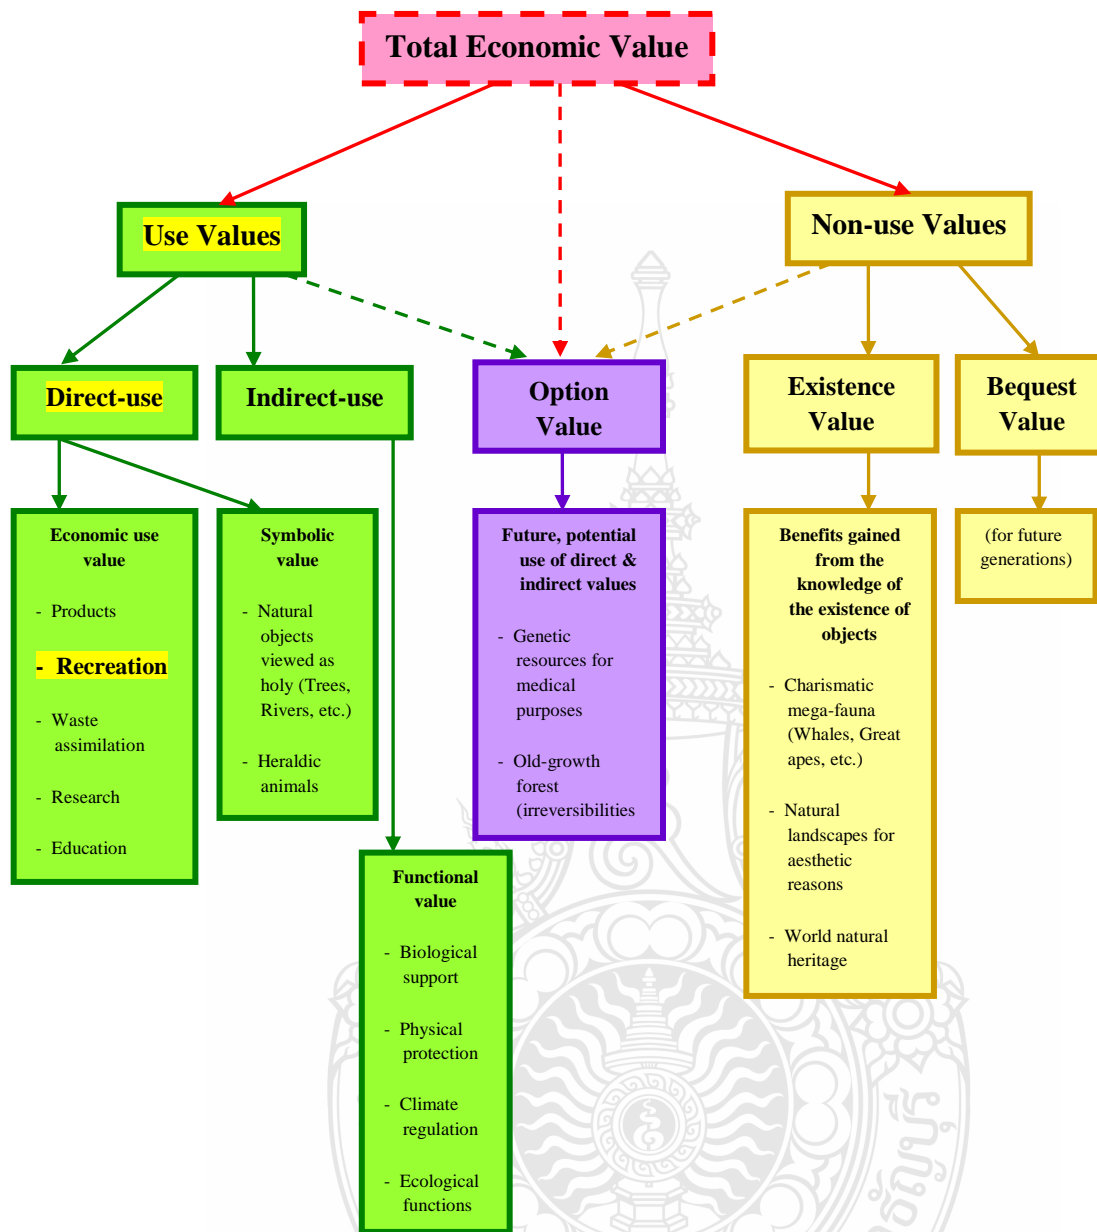 Total Economic Value
Use Values
Non-use Values
Direct-use
Indirect-use
Option
Value
Existence
Value
Bequest
Value
Economic use
value
- Products
- Recreation
- Waste
assimilation
- Research
- Education
Symbolic
value
- Natural
objects
viewed as
holy (Trees,
Rivers, etc.)
- Heraldic
animals
Functional
value
- Biological
support
- Physical
protection
- Climate
regulation
- Ecological
functions
Future, potential
use of direct &
indirect values
- Genetic
resources for
medical
purposes
- Old-growth
forest
(irreversibilities
Benefits gained
from the
knowledge of
the existence of
objects
- Charismatic
mega-fauna
(Whales, Great
apes, etc.)
- Natural
landscapes for
aesthetic
reasons
- World natural
heritage
(for future
generations)